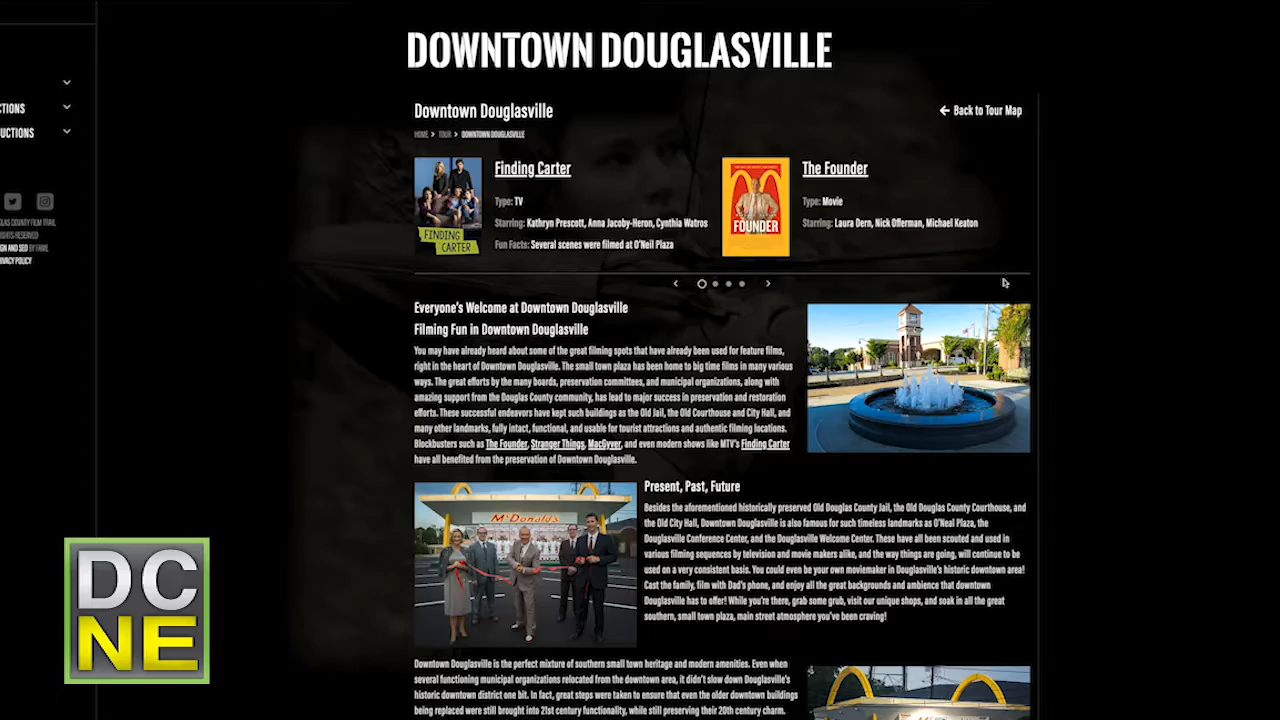 DOWNTOWN DOUGLASVILLE
Downtown Douglasville
Back to Tour Map
HOME > TOUR > DOWNTOWN DOUGLASVILLE
CTIONS
UCTIONS
GLAS COUNTY FILM TRAIL
RIGHTS RESERVED
GN AND SEO BY FAME
IVACY POLICY
FINDING
CARTER
Finding Carter
Type: TV
Starring: Kathryn Prescott, Anna Jacoby-Heron, Cynthia Watros
Fun Facts: Several scenes were filmed at O'Neil Plaza
FOUNDER
The Founder
Type: Movie
Starring: Laura Dern, Nick Offerman, Michael Keaton
Everyone's Welcome at Downtown Douglasville
Filming Fun in Downtown Douglasville
You may have already heard about some of the great filming spots that have already been used for feature films,
right in the heart of Downtown Douglasville. The small town plaza has been home to big time films in many various
ways. The great efforts by the many boards, preservation committees, and municipal organizations, along with
amazing support from the Douglas County community, has lead to major success in preservation and restoration
efforts. These successful endeavors have kept such buildings as the Old Jail, the Old Courthouse and City Hall, and
many other landmarks, fully intact, functional, and usable for tourist attractions and authentic filming locations.
Blockbusters such as The Founder, Stranger Things, MacGyver, and even modern shows like MTV's Finding Carter
have all benefited from the preservation of Downtown Douglasville.
McDonald's
Present, Past, Future
Besides the aforementioned historically preserved Old Douglas County Jail, the Old Douglas County Courthouse, and
the Old City Hall, Downtown Douglasville is also famous for such timeless landmarks as O'Neal Plaza, the
Douglasville Conference Center, and the Douglasville Welcome Center. These have all been scouted and used in
various filming sequences by television and movie makers alike, and the way things are going, will continue to be
used on a very consistent basis. You could even be your own moviemaker in Douglasville's historic downtown area!
Cast the family, film with Dad's phone, and enjoy all the great backgrounds and ambience that downtown
Douglasville has to offer! While you're there, grab some grub, visit our unique shops, and soak in all the great
southern, small town plaza, main street atmosphere you've been craving!
Downtown Douglasville is the perfect mixture of southern small town heritage and modern amenities. Even when
several functioning municipal organizations relocated from the downtown area, it didn't slow down Douglasville's
historic downtown district one bit. In fact, great steps were taken to ensure that even the older downtown buildings
being replaced were still brought into 21st century functionality, while still preserving their 20th century charm.
DC
NE